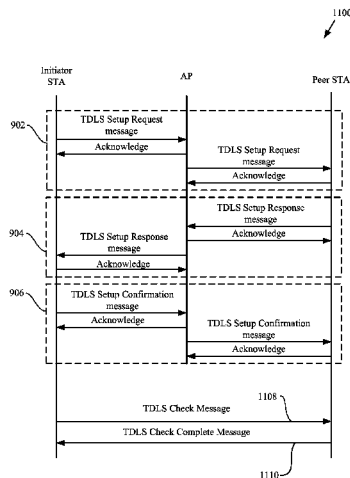 1100
Initiator
STA
AP
Peer STA
902
TDLS Setup Request
message
Acknowledge
TDLS Setup Request
message
Acknowledge
904
TDLS Setup Response
message
Acknowledge
TDLS Setup Response
message
Acknowledge
906
TDLS Setup Confirmation
message
Acknowledge
TDLS Setup Confirmation
message
Acknowledge
1108
TDLS Check Message
TDLS Check Complete Message
1110